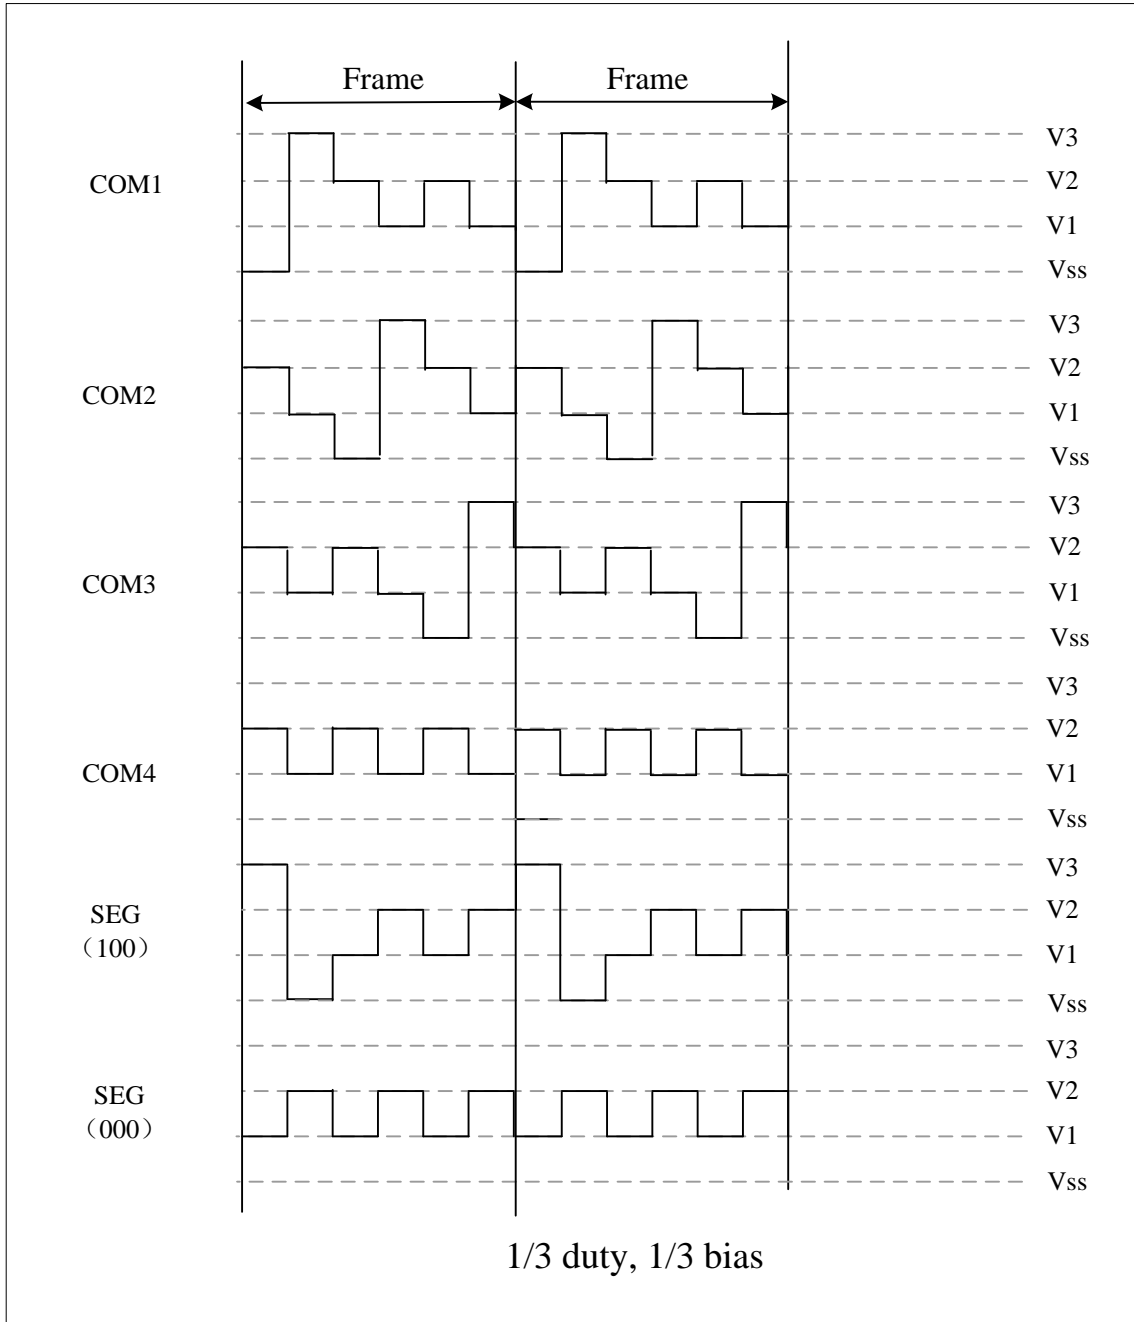 Frame Frame
V3
COM1
V2
V1
Vss
V3
V2
COM2
V1
Vss
V3
V2
COM3
V1
Vss
V3
V2
COM4
V1
Vss
V3
SEG
V2
（100）
V1
Vss
V3
SEG
V2
（000）
V1
Vss
1/3 duty, 1/3 bias